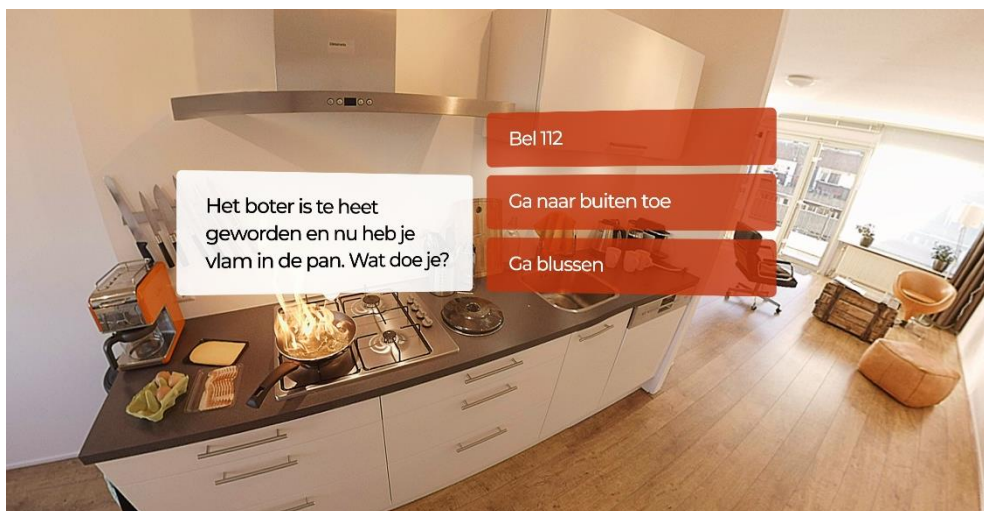 Het boter is te heet
geworden en nu heb je
vlam in de pan. Wat doe je?
Bel 112
Ga naar buiten toe
Ga blussen